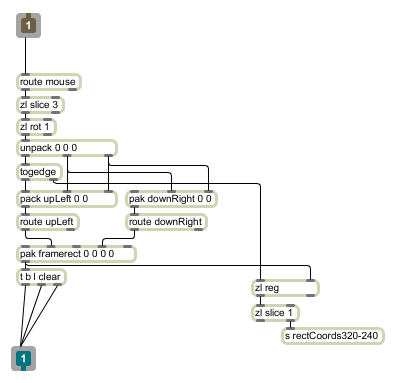 1
route mouse
zl slice 3
zl rot 1
unpack 0 0 0
togedge
pack upLeft 0 0
pak downRight 0 0
route upLeft
route downRight
pak framerect 0 0 0 0
t b l clear
zl reg
zl slice 1
s rectCoords320-240
1